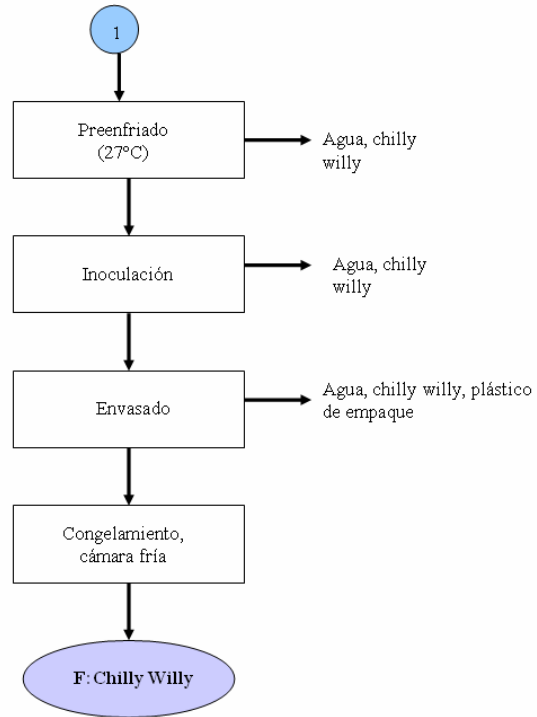 1
Preenfriado
(27ºC)
Agua, chilly
willy
Inoculación
Agua, chilly
willy
Envasado
Agua, chilly willy, plástico
de empaque
Congelamiento,
cámara fría
F: Chilly Willy